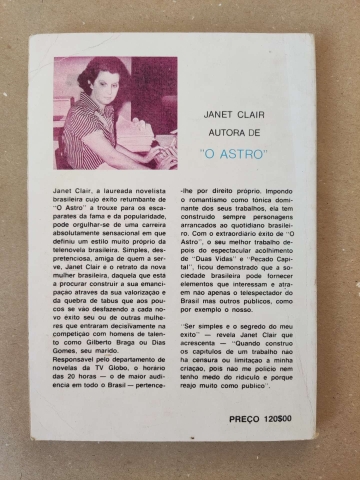 JANET CLAIR
AUTORA DE
"O ASTRO"
Janet Clair, a laureada novelista
brasileira cujo êxito retumbante de
"O Astro" a trouxe para os esca-
parates da fama e da popularidade,
pode orgulhar-se de uma carreira
absolutamente sensacional em que
definiu um estilo muito próprio da
telenovela brasileira. Simples, des-
pretenciosa, amiga de quem a ser-
ve, Janet Clair é o retrato da nova
mulher brasileira, daquela que está
a procurar construir a sua emanci-
pação através da sua valorização e
da quebra de tabus que aos pou-
cos se vão desfazendo a cada no-
vo êxito seu ou de outras mulhe-
res que entraram decisivamente na
competição com homens de talen-
to como Gilberto Braga ou Dias
Gomes, seu marido.
Responsável pelo departamento de
novelas da TV Globo, o horário
das 20 horas — o de maior audi-
ência em todo o Brasil — pertence-
-lhe por direito próprio. Impondo
o romantismo como tónica domi-
nante dos seus trabalhos, ela tem
construído sempre personagens
arrancados ao quotidiano brasilei-
ro. Com o extraordinário êxito de "O
Astro", o seu melhor trabalho de-
pois do espectacular acolhimento
de "Duas Vidas" e "Pecado Capi-
tal", ficou demonstrado que a so-
ciedade brasileira pode fornecer
elementos que interessam e atra-
em não apenas o telespectador do
Brasil mas outros públicos, como
por exemplo o nosso.
"Ser simples é o segredo do meu
êxito" — revela Janet Clair que
acrescenta — "Quando construo
os capítulos de um trabalho não
há censura ou limitação à minha
criação, pois não me policio nem
tenho medo do ridículo e porque
reajo muito como público".
PREÇO 120$00